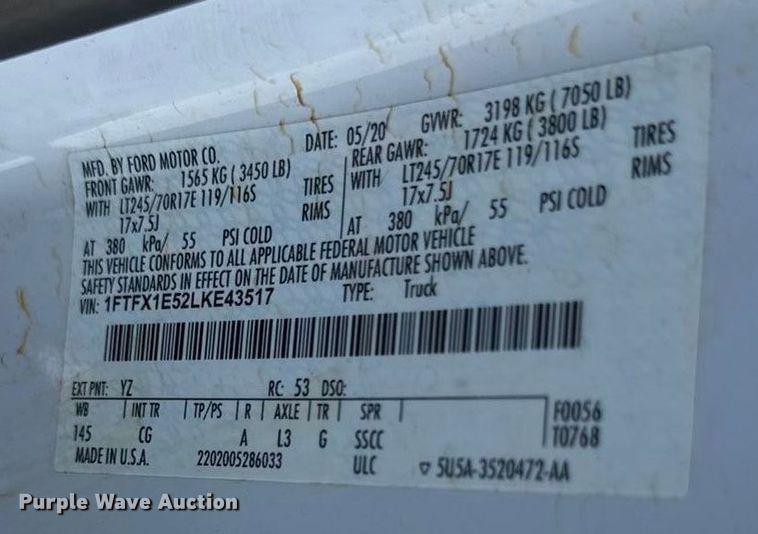 MFD. BY FORD MOTOR CO.
DATE: 05/20 GVWR: 3198 KG ( 7050 LB)
FRONT GAWR: 1565 KG ( 3450 LB)
REAR GAWR: 1724 KG ( 3800 LB)
WITH LT245/70R17E 119/116S TIRES
WITH LT245/70R17E 119/116S TIRES
17x7.5J RIMS
17x7.5J RIMS
AT 380 kPa/ 55 PSI COLD
AT 380 kPa/ 55 PSI COLD
THIS VEHICLE CONFORMS TO ALL APPLICABLE FEDERAL MOTOR VEHICLE
SAFETY STANDARDS IN EFFECT ON THE DATE OF MANUFACTURE SHOWN ABOVE.
VIN: 1FTFX1E52LKE43517 TYPE: Truck
EXT PNT: YZ RC: 53 DSO:
WB INT TR TP/PS R AXLE TR SPR F0056
145 CG A L3 G SSCC T0768
MADE IN U.S.A. 2202005286033 ULC ▽ 5U5A-3520472-AA
Purple Wave Auction